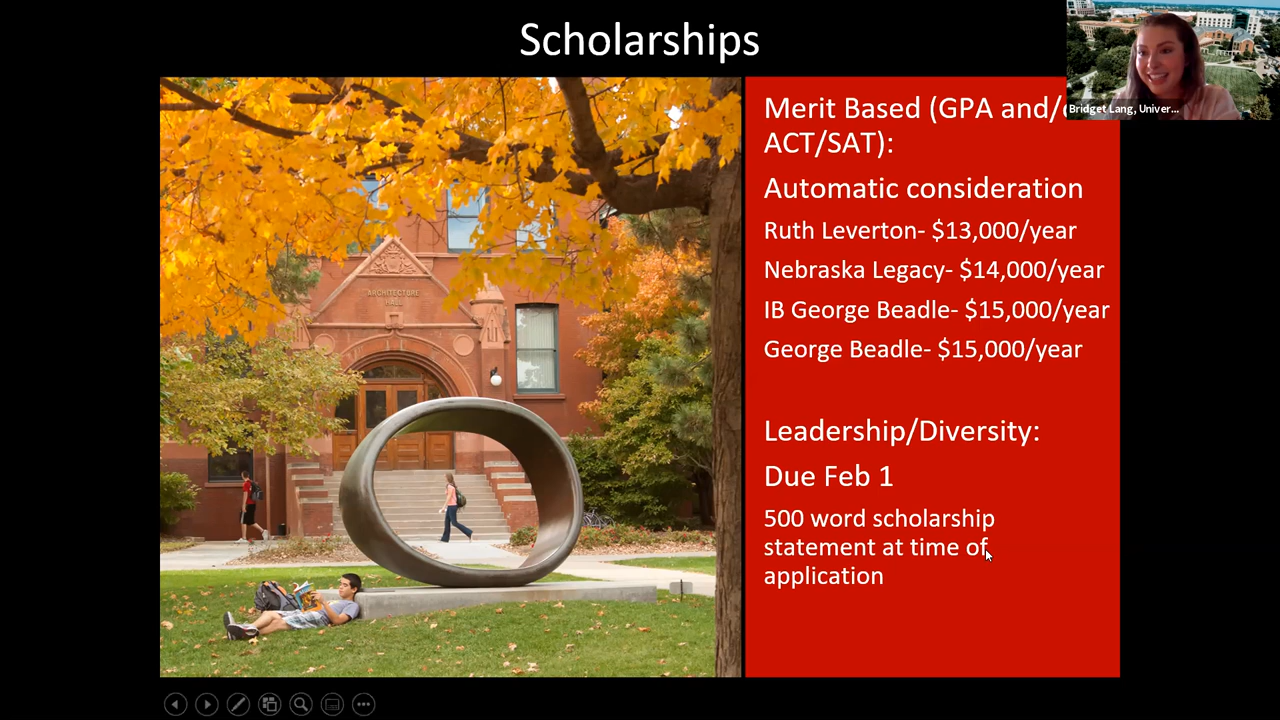 Scholarships
Bridget Lang, Univer...
Merit Based (GPA and/
ACT/SAT):
Automatic consideration
Ruth Leverton- $13,000/year
Nebraska Legacy- $14,000/year
IB George Beadle- $15,000/year
George Beadle- $15,000/year
Leadership/Diversity:
Due Feb 1
500 word scholarship
statement at time of
application
ARCHITECTURE
HALL